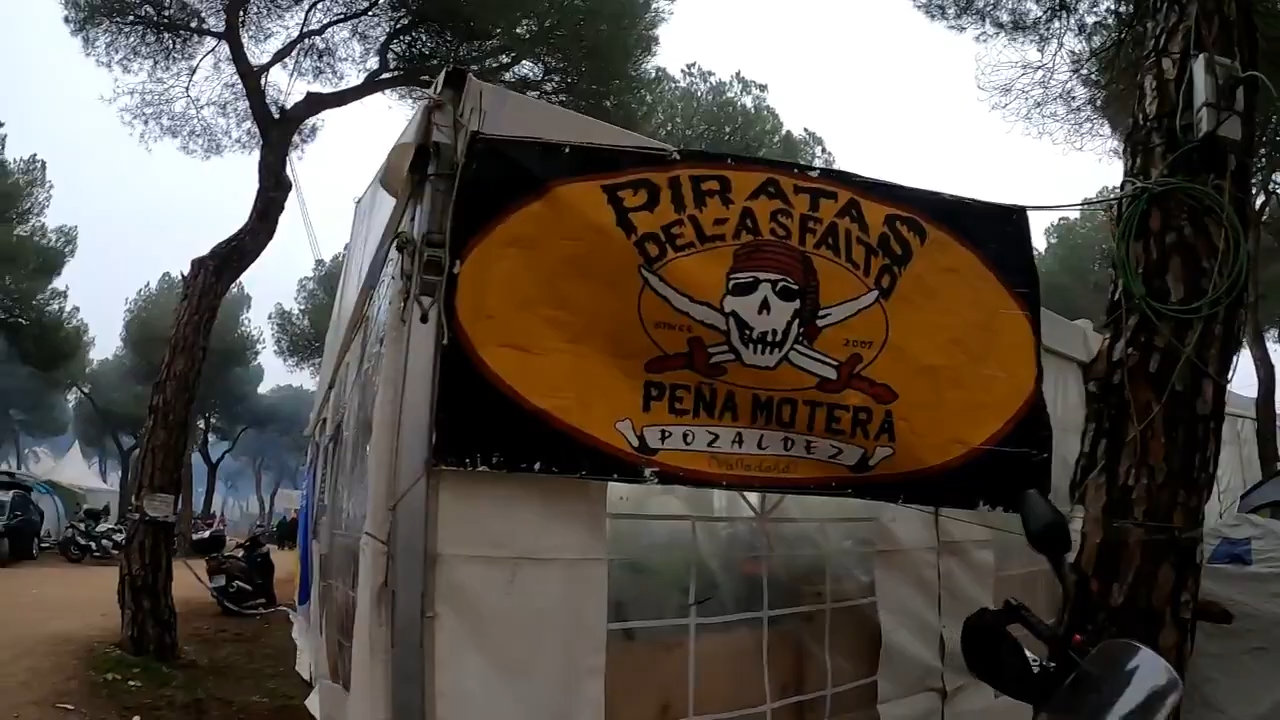 PIRATAS
DEL-ASFALTO
SINCE 2007
PEÑA MOTERA
POZALDEZ
(Valladolid)